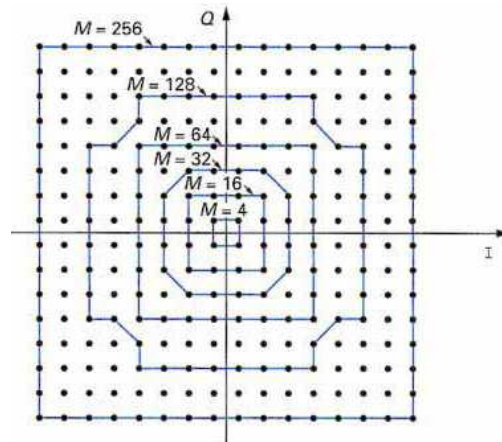 Q
M = 256
M = 128
M = 64
M = 32
M = 16
M = 4
I